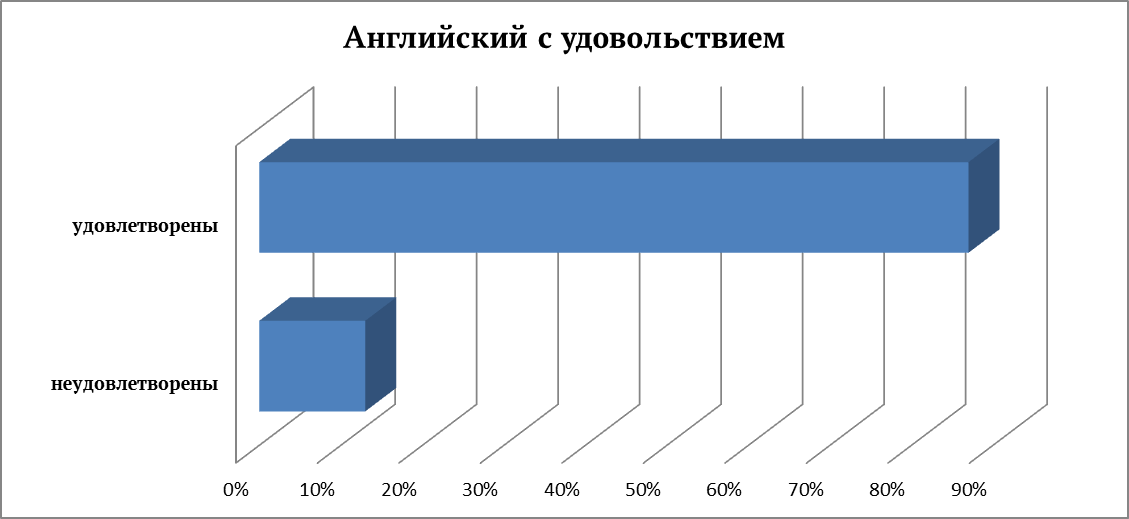 Английский с удовольствием
удовлетворены
неудовлетворены
0% 10% 20% 30% 40% 50% 60% 70% 80% 90%